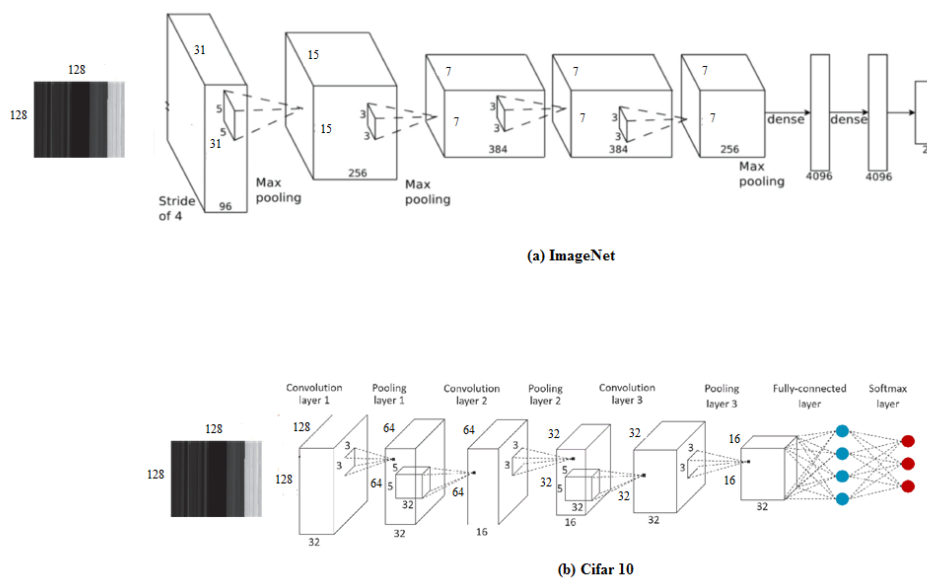 128
128
31
5
5
31
96
Stride
of 4
Max
pooling
15
15
3
3
256
Max
pooling
7
7
3
3
384
7
7
3
3
384
7
7
256
Max
pooling
dense
4096
dense
4096
2
(a) ImageNet
Convolution
layer 1
Pooling
layer 1
Convolution
layer 2
Pooling
layer 2
Convolution
layer 3
Pooling
layer 3
Fully-connected
layer
Softmax
layer
128
128
128
128
3
3
32
64
64
5
5
32
32
64
64
3
3
16
32
32
5
5
32
16
32
32
3
3
32
16
16
32
(b) Cifar 10